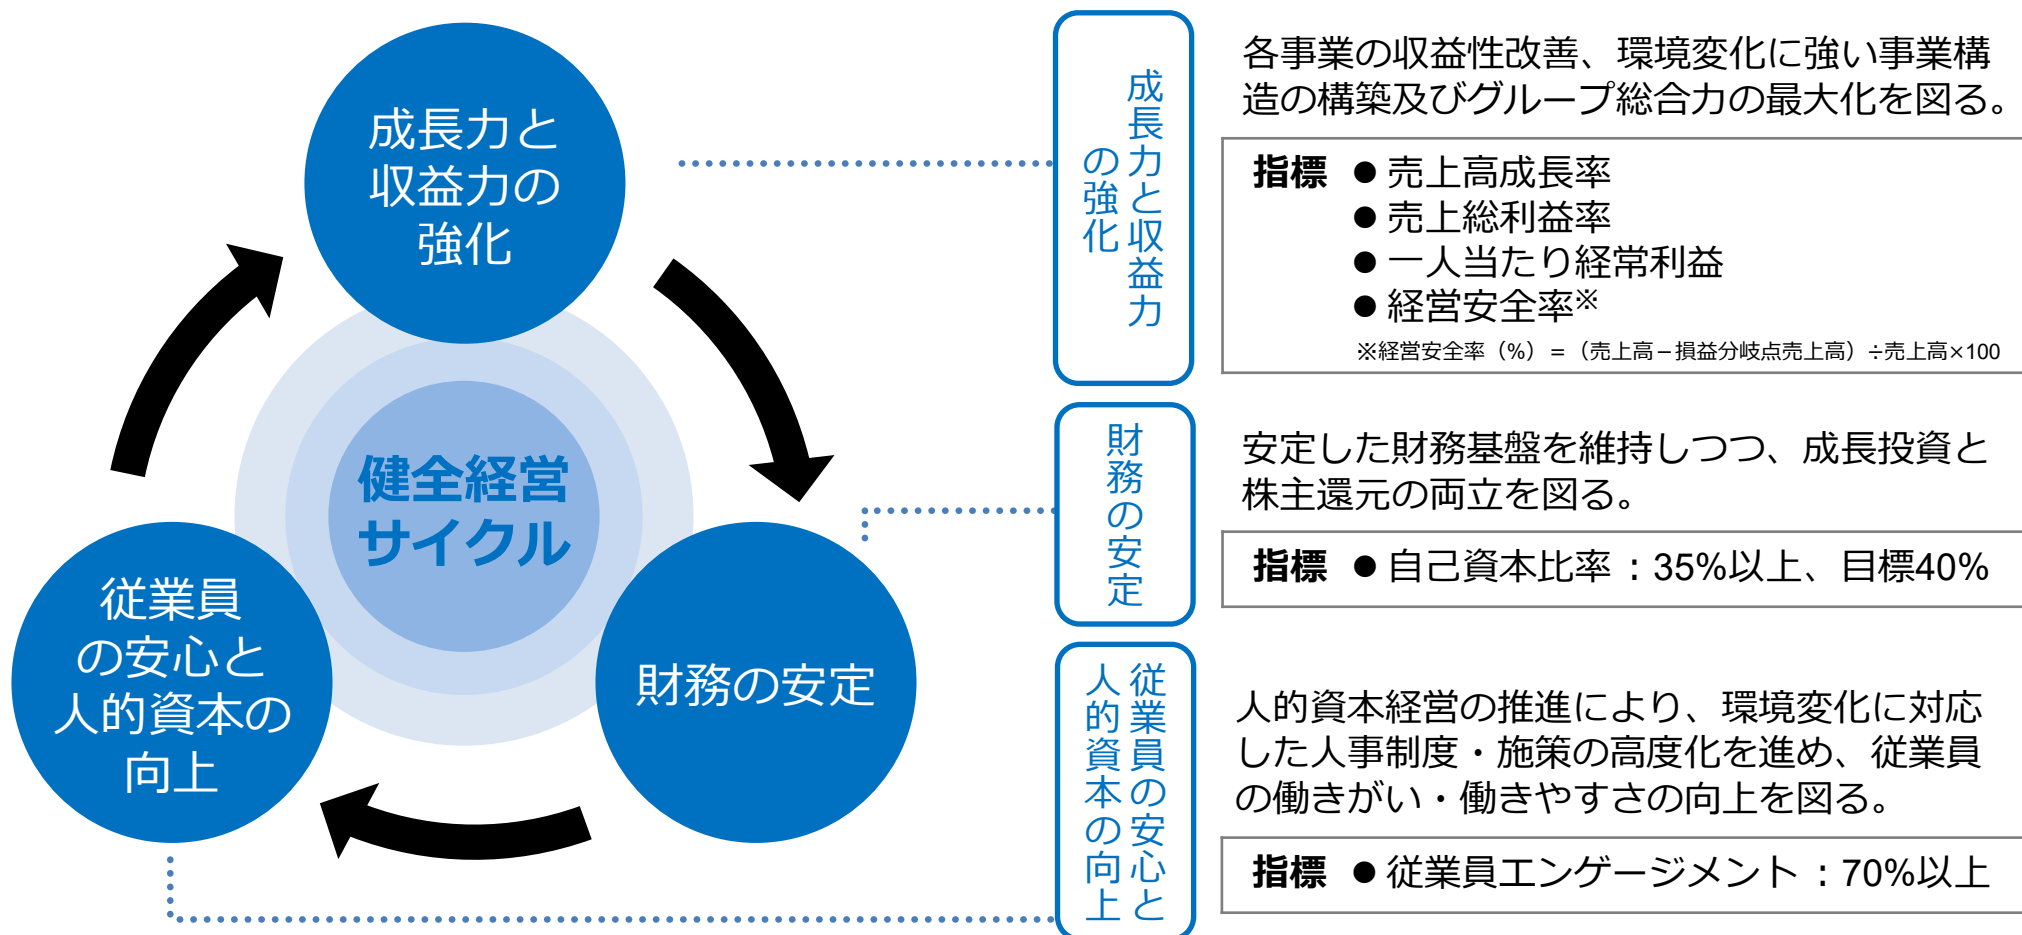 成長力と
収益力の
強化
健全経営
サイクル
従業員
の安心と
人的資本の
向上
財務の安定
成長力と収益力
の強化
各事業の収益性改善、環境変化に強い事業構
造の構築及びグループ総合力の最大化を図る。
指標 ●売上高成長率
●売上総利益率
●一人当たり経常利益
●経営安全率※
※経営安全率（%）＝（売上高－損益分岐点売上高）÷売上高×100
財務の安定
安定した財務基盤を維持しつつ、成長投資と
株主還元の両立を図る。
指標 ●自己資本比率：35%以上、目標40%
従業員の安心と
人的資本の向上
人的資本経営の推進により、環境変化に対応
した人事制度・施策の高度化を進め、従業員
の働きがい・働きやすさの向上を図る。
指標 ●従業員エンゲージメント：70%以上